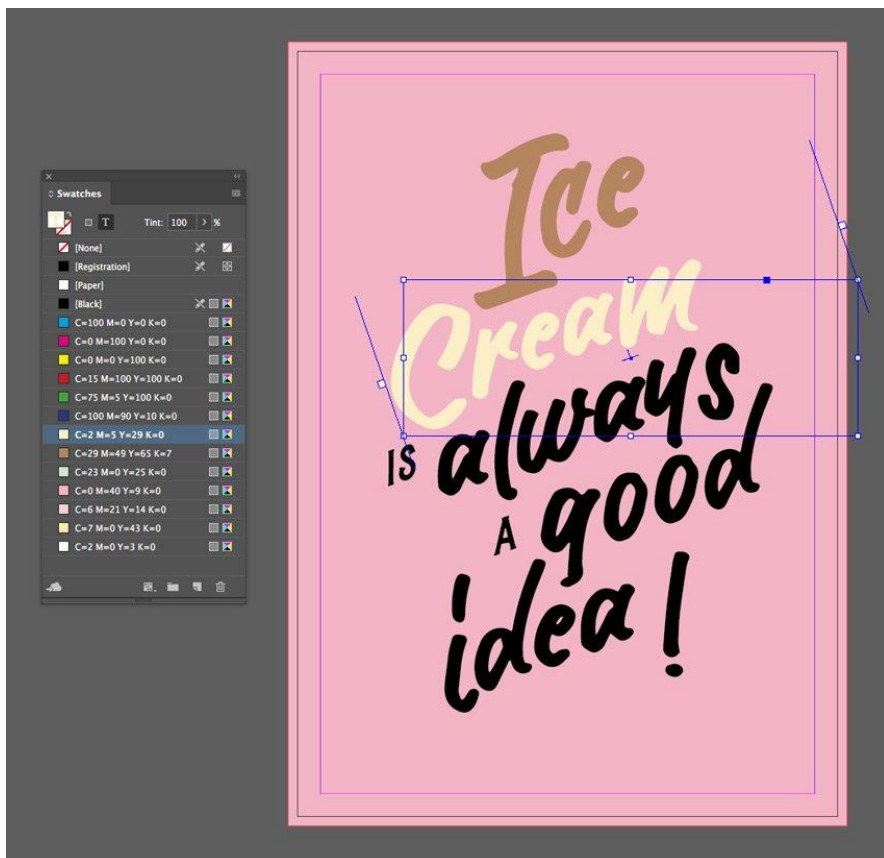 Swatches
T
Tint: 100 > %
[None]
[Registration]
[Paper]
[Black]
C=100 M=0 Y=0 K=0
C=0 M=100 Y=0 K=0
C=0 M=0 Y=100 K=0
C=15 M=100 Y=100 K=0
C=75 M=5 Y=100 K=0
C=100 M=90 Y=10 K=0
C=2 M=5 Y=29 K=0
C=29 M=49 Y=65 K=7
C=23 M=0 Y=25 K=0
C=0 M=40 Y=9 K=0
C=6 M=21 Y=14 K=0
C=7 M=0 Y=43 K=0
C=2 M=0 Y=3 K=0
Ice
Cream
IS always
A good
idea!